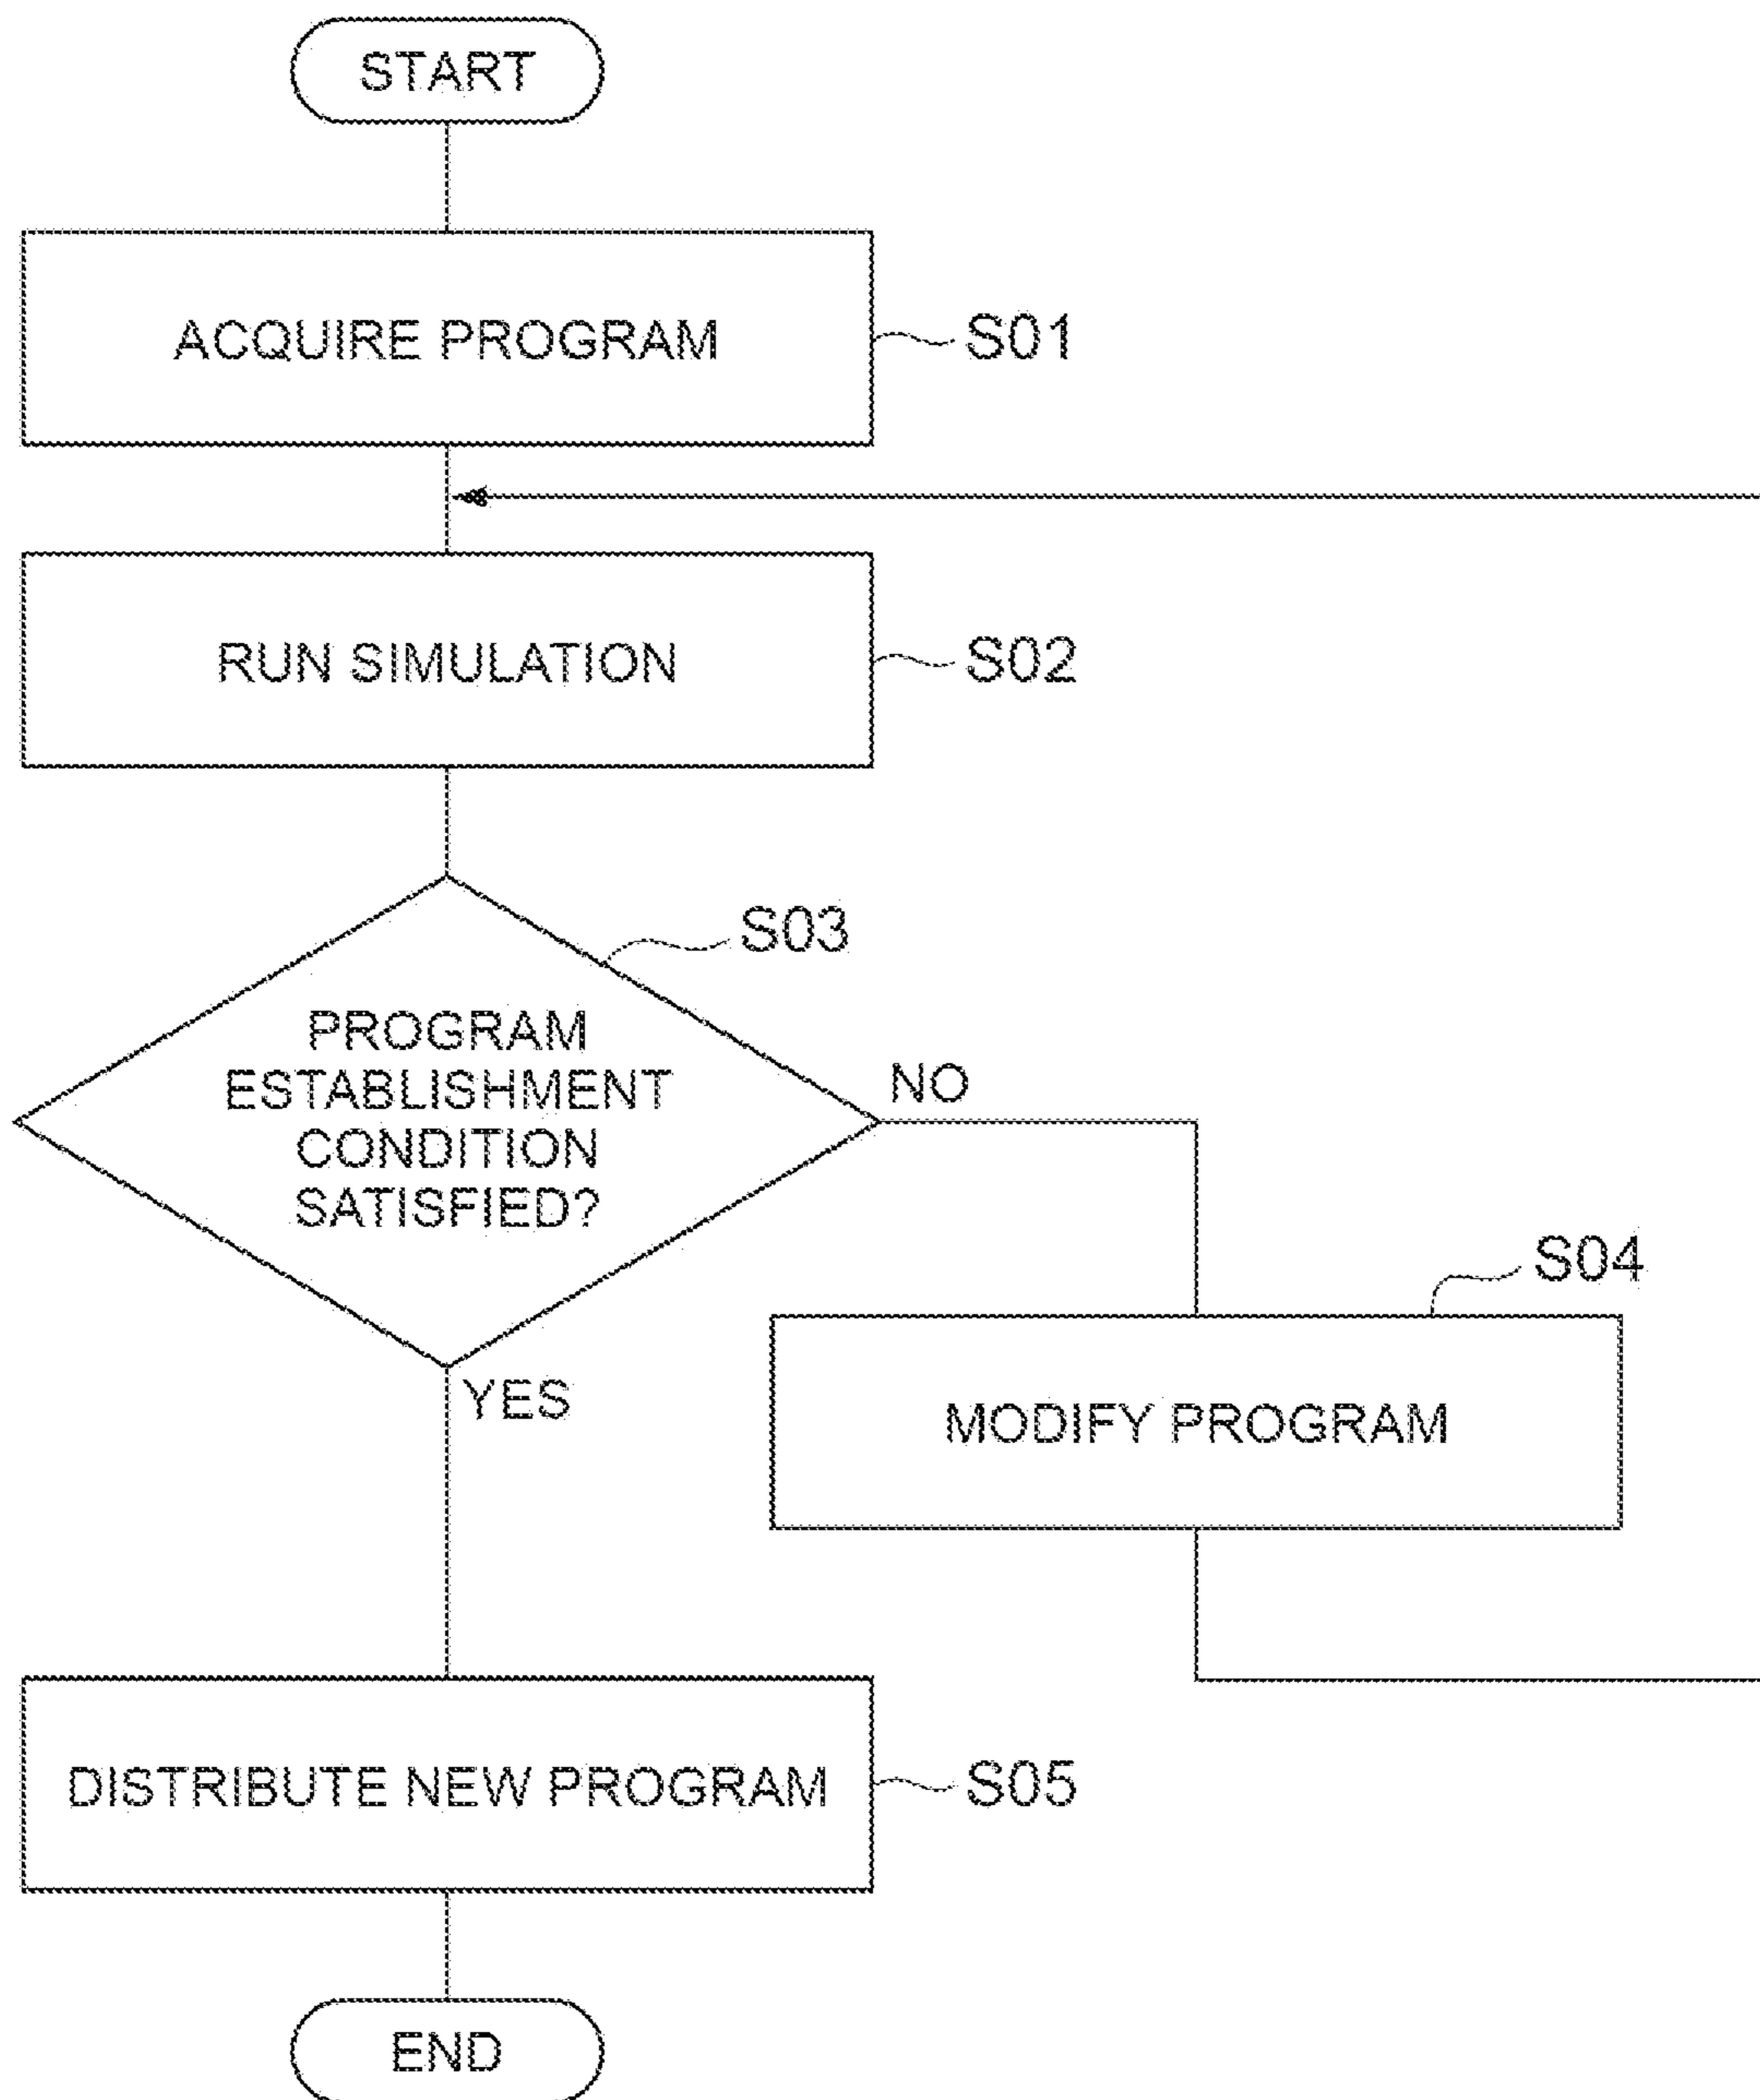 START
ACQUIRE PROGRAM
S01
RUN SIMULATION
S02
S03
PROGRAM
ESTABLISHMENT
CONDITION
SATISFIED?
NO
YES
S04
MODIFY PROGRAM
DISTRIBUTE NEW PROGRAM
S05
END